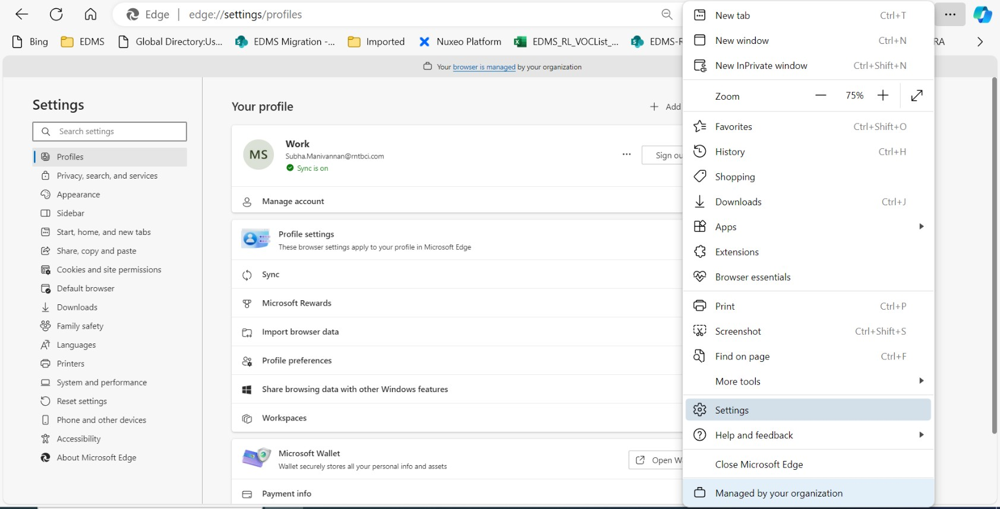 Edge | edge://settings/profiles
Bing EDMS Global Directory:Us... EDMS Migration -... Imported Nuxeo Platform EDMS_RL_VOCList_... EDMS-R RA
Your browser is managed by your organization
Settings
Search settings
Profiles
Privacy, search, and services
Appearance
Sidebar
Start, home, and new tabs
Share, copy and paste
Cookies and site permissions
Default browser
Downloads
Family safety
Languages
Printers
System and performance
Reset settings
Phone and other devices
Accessibility
About Microsoft Edge
Your profile
Add
MS
Work
Subha.Manivannan@rntbci.com
Sync is on
Sign ou
Manage account
Profile settings
These browser settings apply to your profile in Microsoft Edge
Sync
Microsoft Rewards
Import browser data
Profile preferences
Share browsing data with other Windows features
Workspaces
Microsoft Wallet
Wallet securely stores all your personal info and assets
Open W
Payment info
New tab Ctrl+T
New window Ctrl+N
New InPrivate window Ctrl+Shift+N
Zoom 75%
Favorites Ctrl+Shift+O
History Ctrl+H
Shopping
Downloads Ctrl+J
Apps
Extensions
Browser essentials
Print Ctrl+P
Screenshot Ctrl+Shift+S
Find on page Ctrl+F
More tools
Settings
Help and feedback
Close Microsoft Edge
Managed by your organization